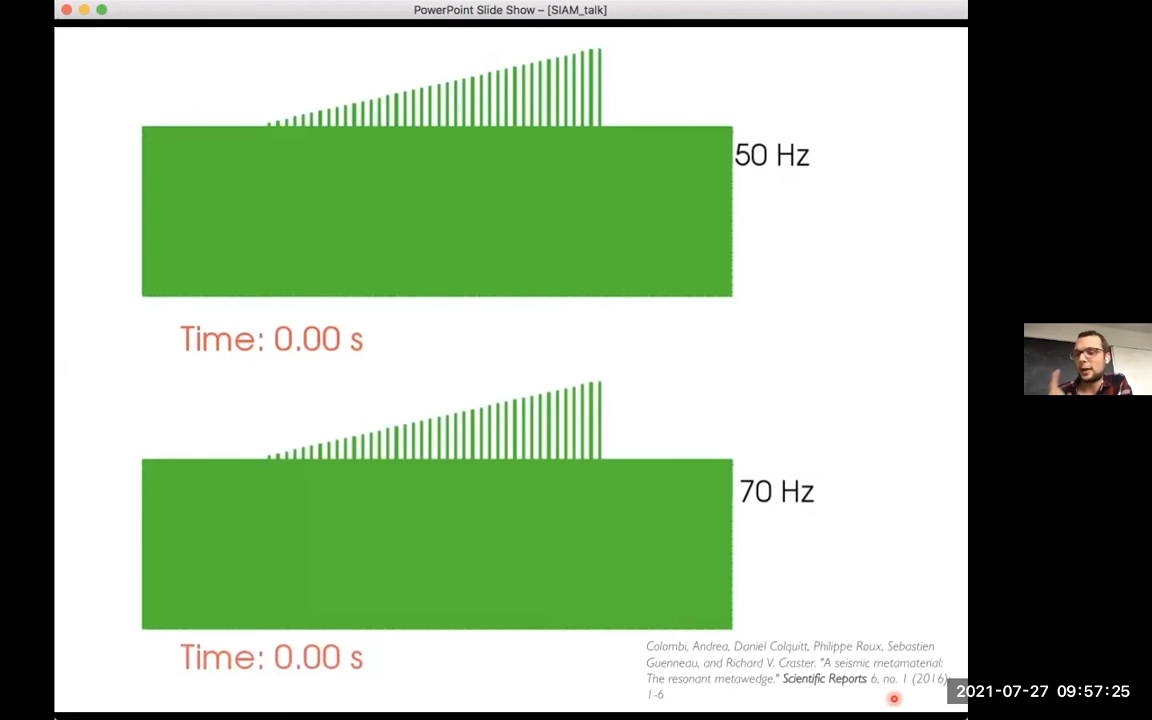 PowerPoint Slide Show – [SIAM_talk]
50 Hz
Time: 0.00 s
70 Hz
Time: 0.00 s
Colombi, Andrea, Daniel Colquitt, Philippe Roux, Sebastien
Guenneau, and Richard V. Craster. "A seismic metamaterial:
The resonant metawedge." Scientific Reports 6, no. 1 (2016):
1-6
2021-07-27 09:57:25